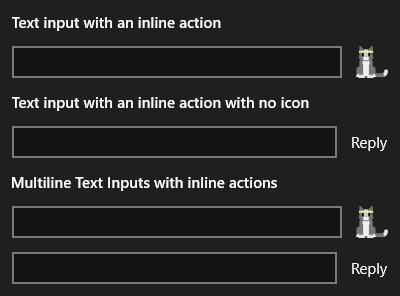 Text input with an inline action
Text input with an inline action with no icon
Reply
Multiline Text Inputs with inline actions
Reply